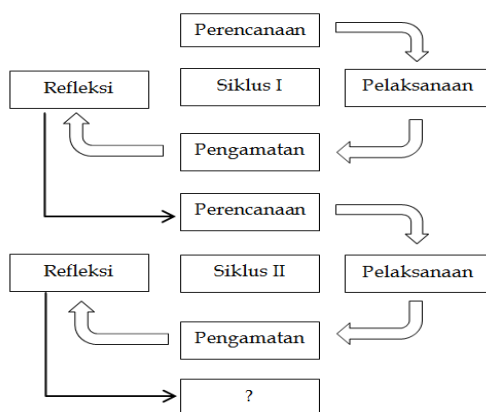 Perencanaan
Refleksi
Siklus I
Pelaksanaan
Pengamatan
Perencanaan
Refleksi
Siklus II
Pelaksanaan
Pengamatan
?